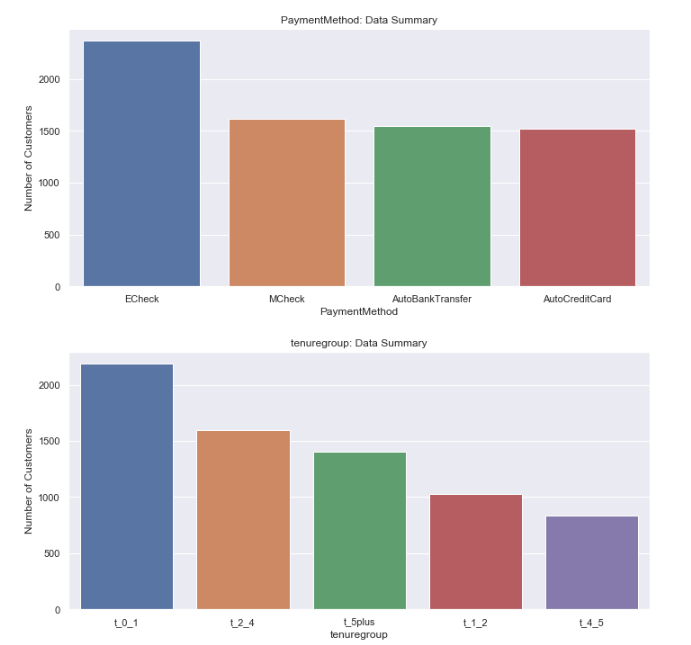 PaymentMethod: Data Summary
Number of Customers
2000
1500
1000
500
0
ECheck MCheck AutoBankTransfer AutoCreditCard
PaymentMethod
tenuregroup: Data Summary
Number of Customers
2000
1500
1000
500
0
t_0_1 t_2_4 t_5plus t_1_2 t_4_5
tenuregroup